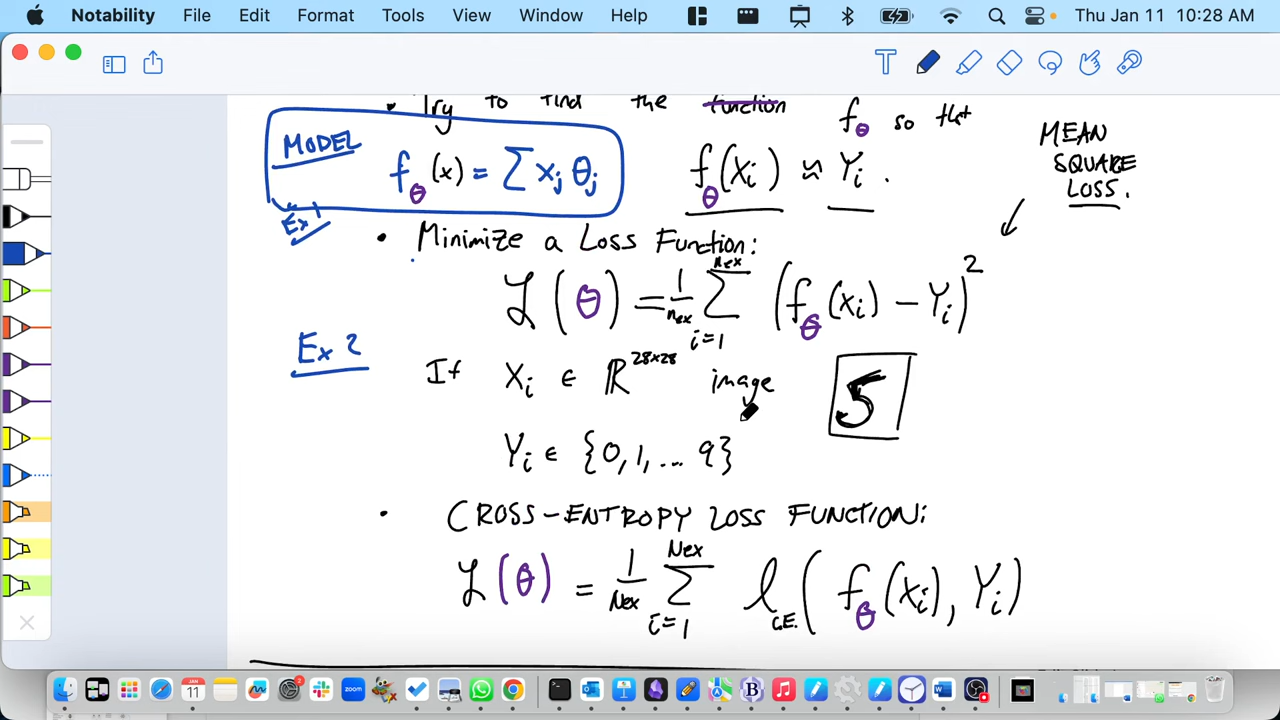 Notability File Edit Format Tools View Window Help Thu Jan 11 10:28 AM
• Try to find the function f_θ so that
MODEL
f_θ(x) = ∑ x_j θ_j
f_θ(X_i) ≈ Y_i.
MEAN
SQUARE
LOSS.
Ex 1
• Minimize a Loss Function:
ℒ(θ) = 1/nex ∑_{i=1}^{Nex} (f_θ(X_i) − Y_i)^2
Ex 2
If X_i ∈ ℝ^{28×28} image 5
Y_i ∈ {0, 1, ... 9}
• CROSS-ENTROPY LOSS FUNCTION:
ℒ(θ) = 1/Nex ∑_{i=1}^{Nex} ℓ_{C.E.}(f_θ(X_i), Y_i)